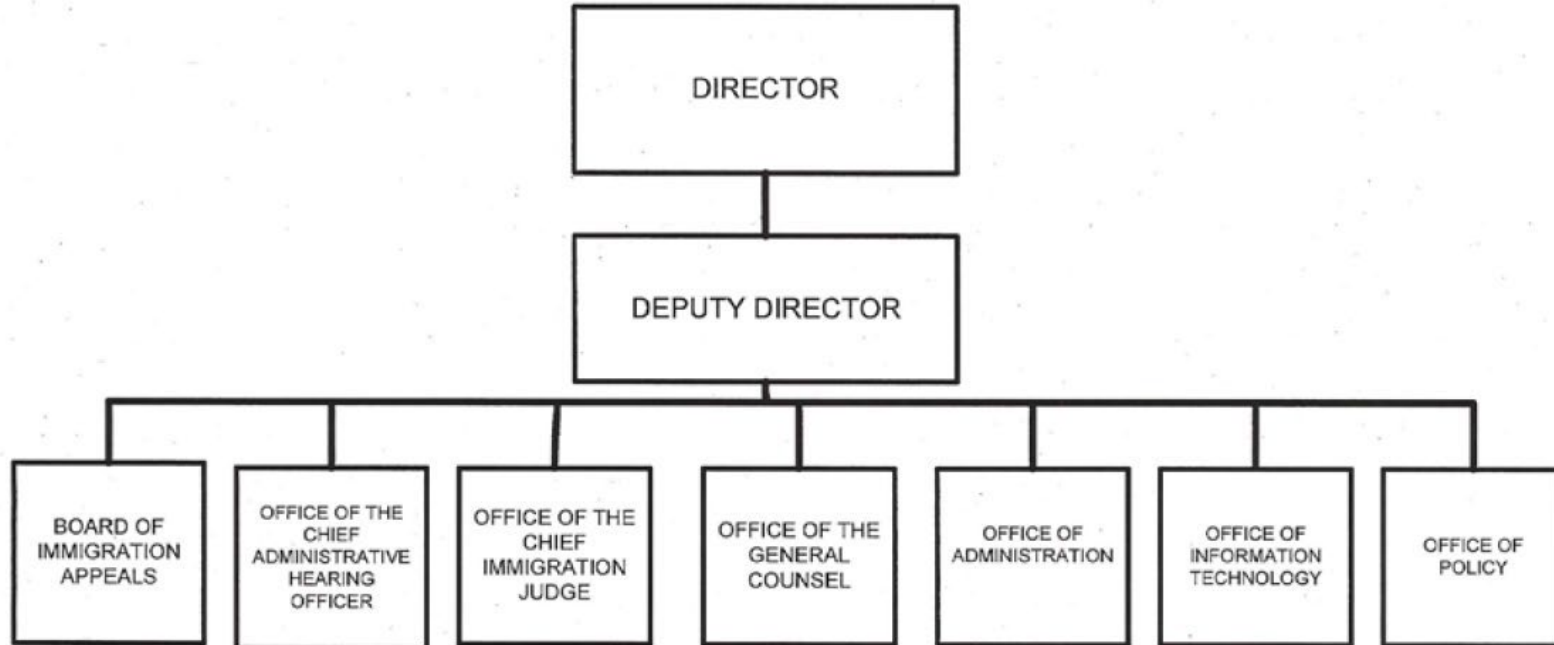 DIRECTOR
DEPUTY DIRECTOR
BOARD OF
IMMIGRATION
APPEALS
OFFICE OF THE
CHIEF
ADMINISTRATIVE
HEARING
OFFICER
OFFICE OF THE
CHIEF
IMMIGRATION
JUDGE
OFFICE OF THE
GENERAL
COUNSEL
OFFICE OF
ADMINISTRATION
OFFICE OF
INFORMATION
TECHNOLOGY
OFFICE OF
POLICY